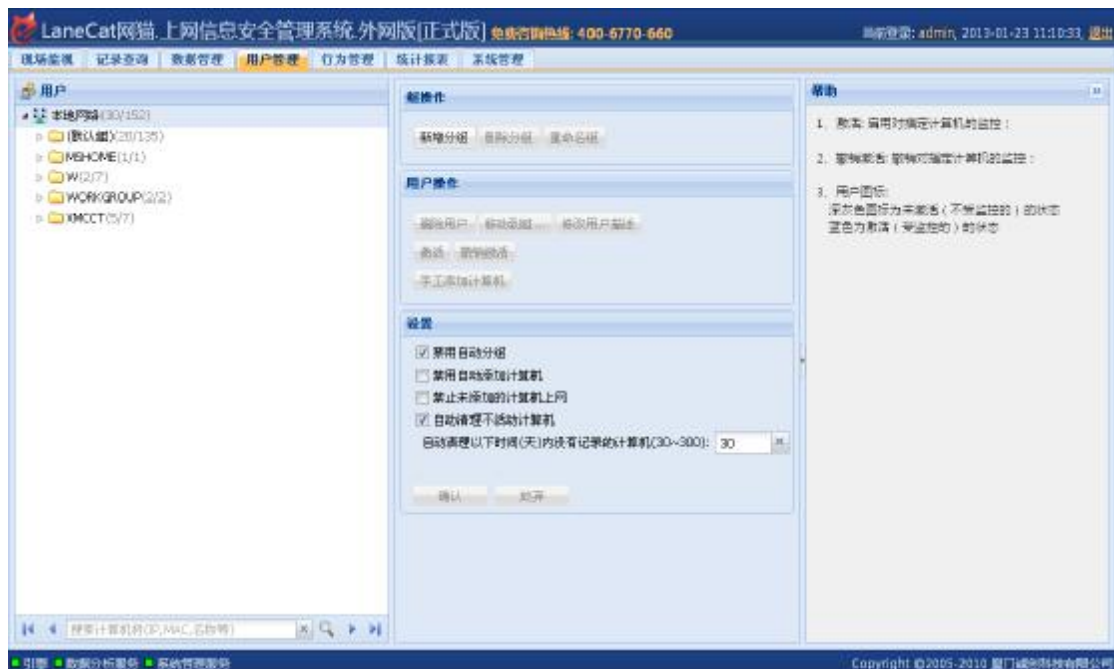 LaneCat网猫.上网信息安全管理系统.外网版[正式版] 免费咨询热线: 400-6770-660
当前登录: admin, 2013-01-23 11:10:33, 退出
现场监视 记录查询 数据管理 用户管理 行为管理 统计报表 系统管理
用户
本地网络(30/152)
(默认组)(20/135)
MSHOME(1/1)
W(2/7)
WORKGROUP(2/2)
XMCCT(5/7)
搜索计算机树(IP,MAC,名称等)
组操作
新增分组 删除分组 重命名组
用户操作
删除用户 移动到组... 修改用户描述
激活 撤销激活
手工添加计算机
设置
禁用自动分组
禁用自动添加计算机
禁止未添加的计算机上网
自动清理不活动计算机
自动清理以下时间(天)内没有记录的计算机(30~300): 30
确认 放弃
帮助
1、激活: 启用对指定计算机的监控；
2、撤销激活: 撤销对指定计算机的监控；
3、用户图标:
深灰色图标为未激活（不受监控的）的状态
蓝色为激活（受监控的）的状态
引擎 数据分析服务 系统管理服务
Copyright ©2005-2010 厦门诚创科技有限公司